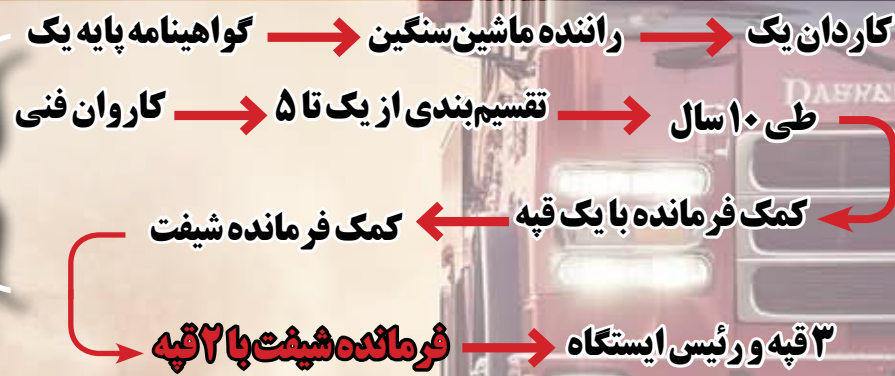 گواهینامه پایه یک راننده ماشین سنگین کاردان یک
کاروان فنی تقسیم‌بندی از یک تا ۵ طی ۱۰ سال
کمک فرمانده با یک قپه کمک فرمانده شیفت
فرمانده شیفت با ۲ قپه ۳ قپه و رئیس ایستگاه